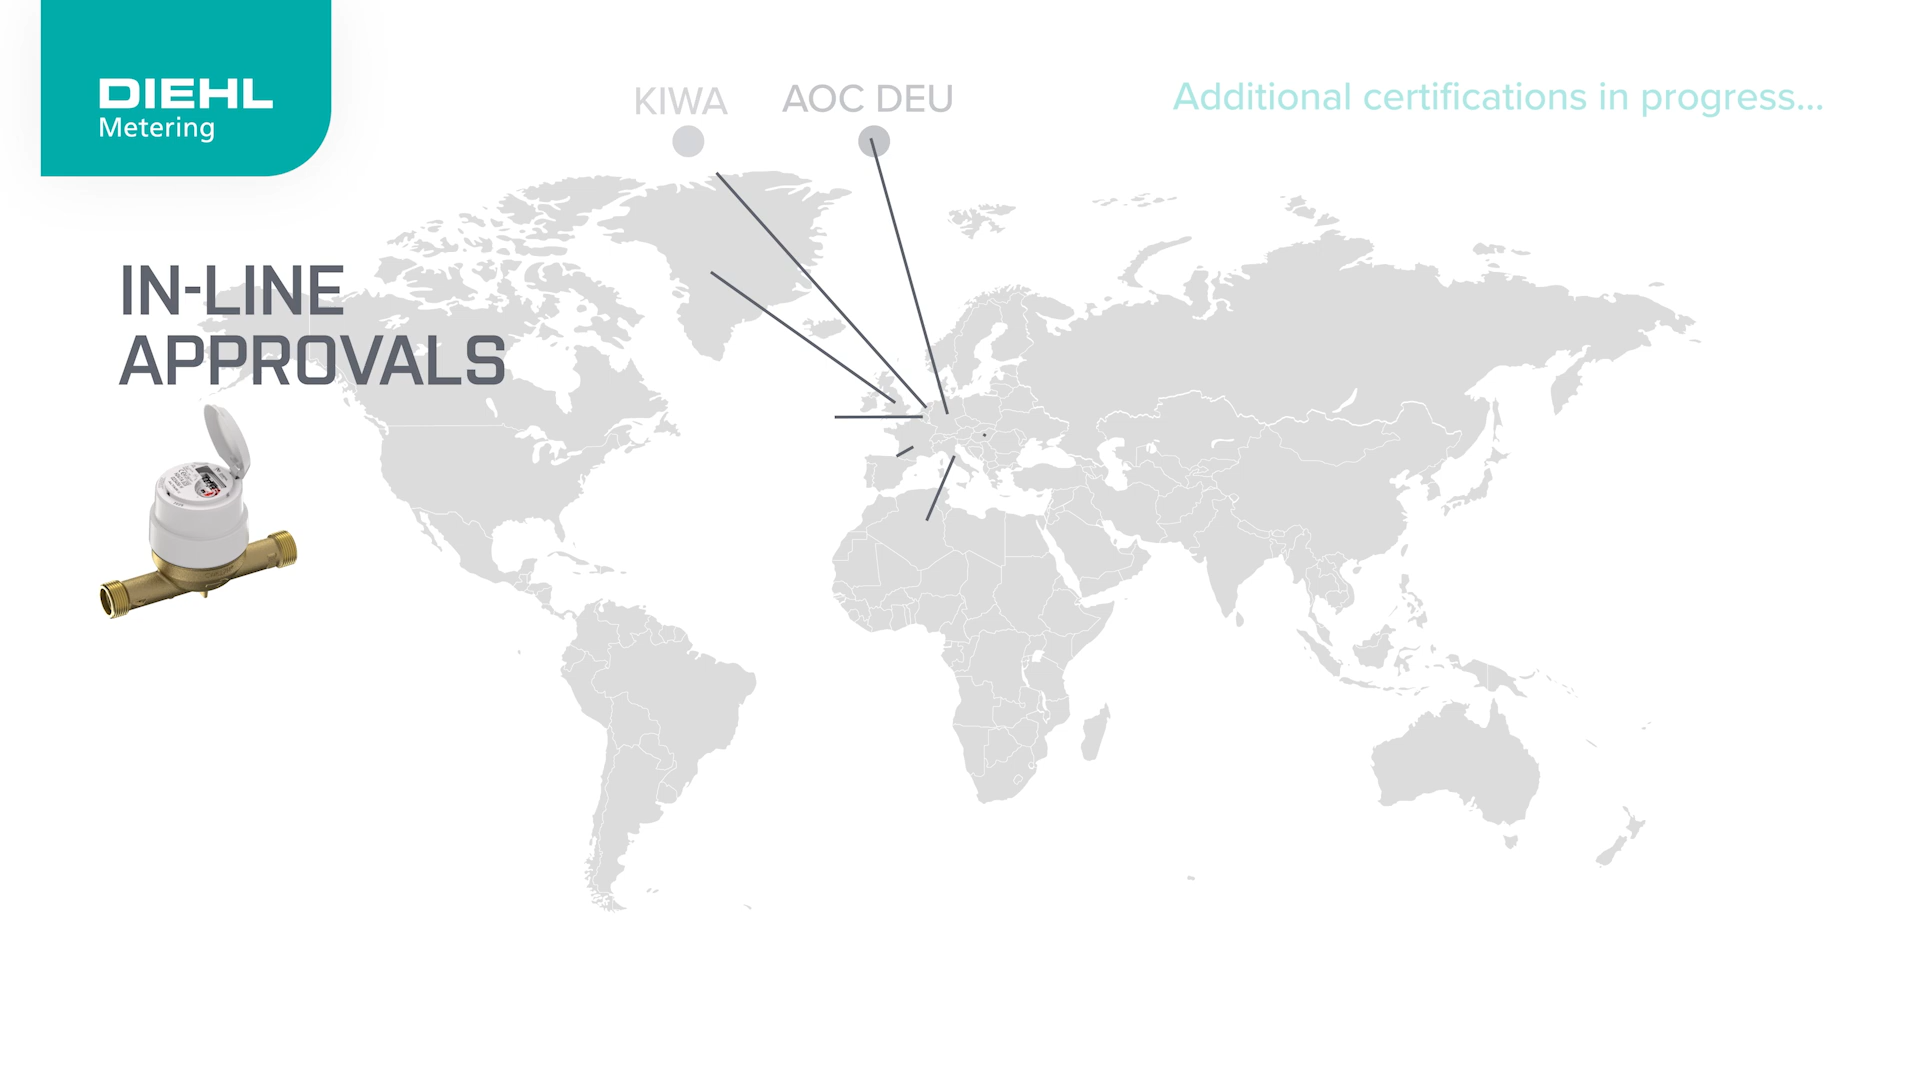 DIEHL
Metering
KIWA
AOC DEU
Additional certifications in progress...
IN-LINE
APPROVALS